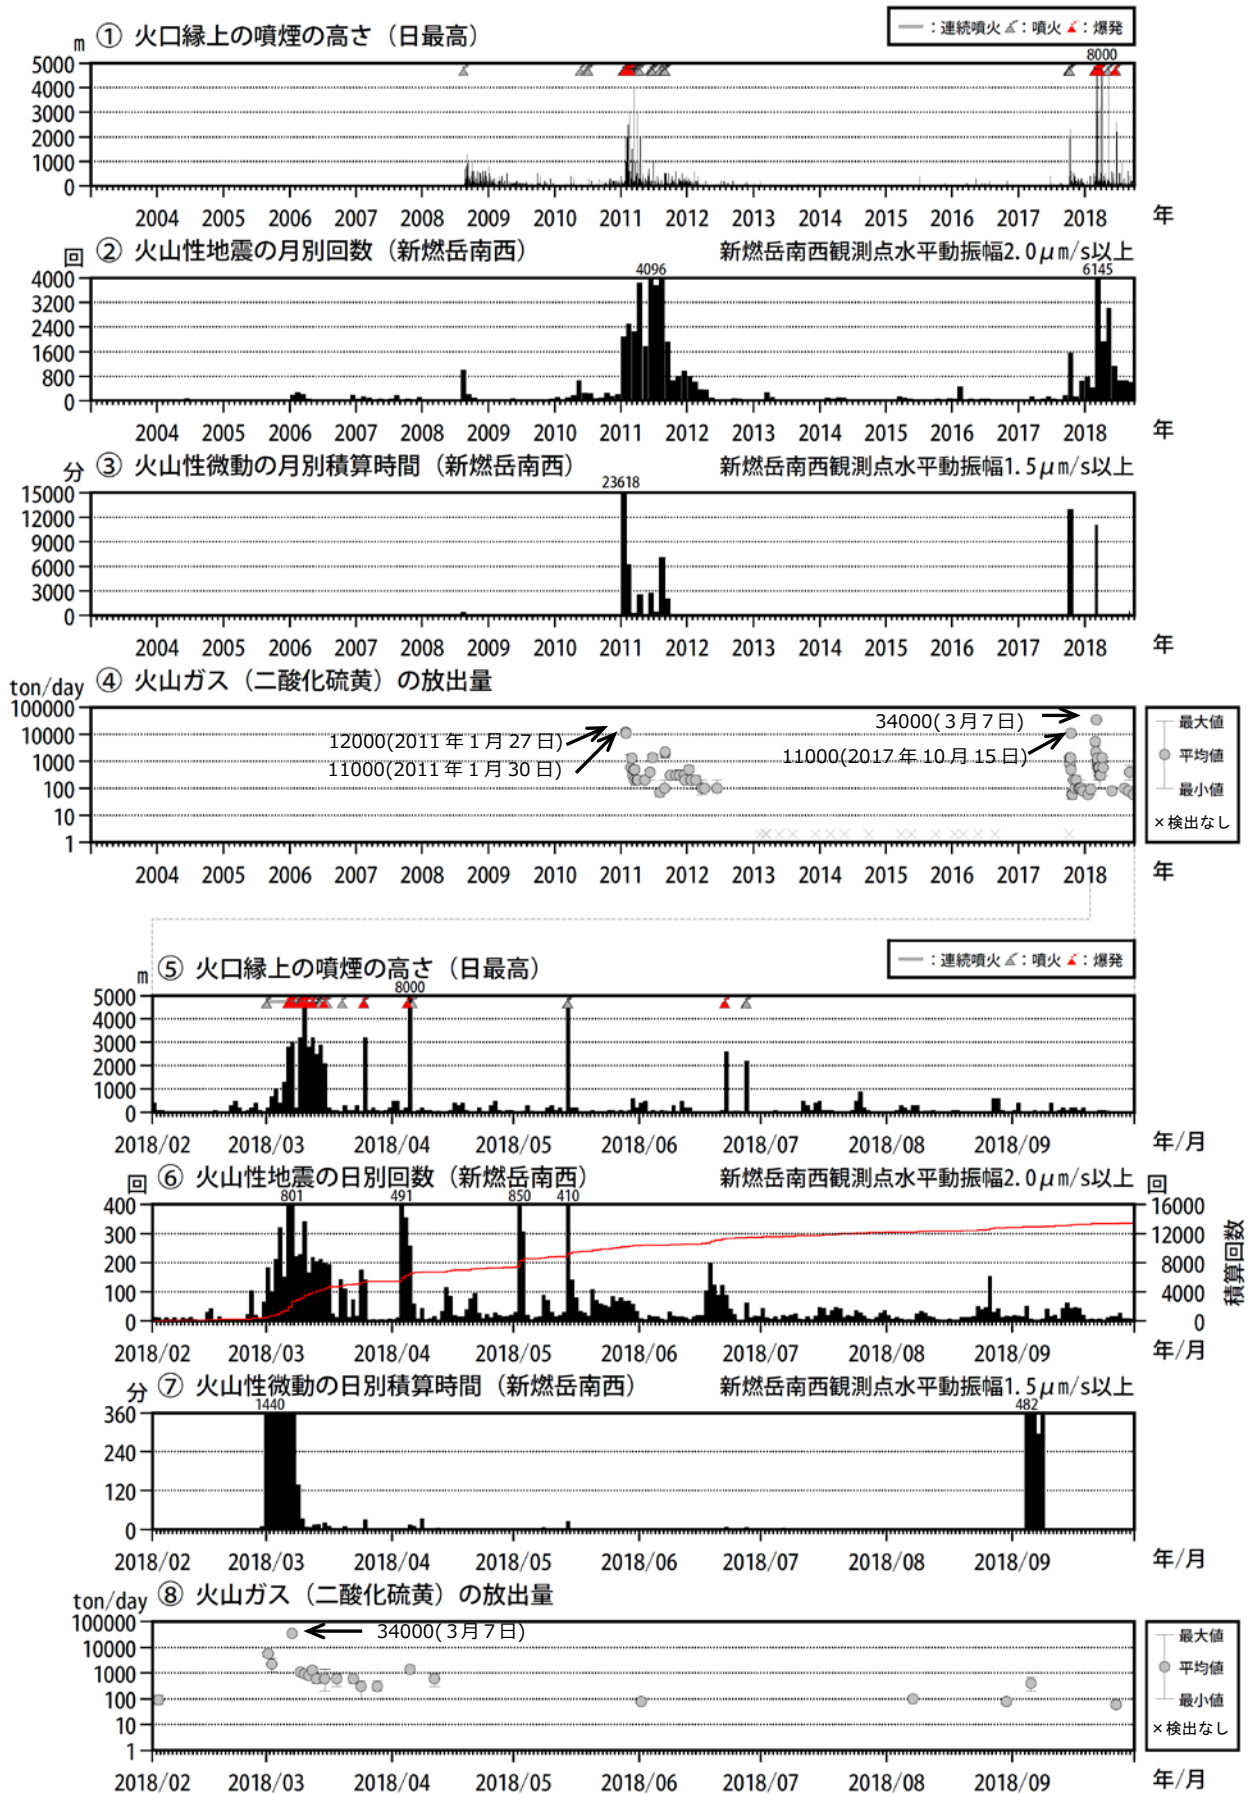 ① 火口縁上の噴煙の高さ（日最高）
：連続噴火 ：噴火 ：爆発
m
8000
5000
4000
3000
2000
1000
0
2004 2005 2006 2007 2008 2009 2010 2011 2012 2013 2014 2015 2016 2017 2018 年
回 ② 火山性地震の月別回数（新燃岳南西） 新燃岳南西観測点水平動振幅2.0μm/s以上
4096 6145
4000
3200
2400
1600
800
0
2004 2005 2006 2007 2008 2009 2010 2011 2012 2013 2014 2015 2016 2017 2018 年
分 ③ 火山性微動の月別積算時間（新燃岳南西） 新燃岳南西観測点水平動振幅1.5μm/s以上
23618
15000
12000
9000
6000
3000
0
2004 2005 2006 2007 2008 2009 2010 2011 2012 2013 2014 2015 2016 2017 2018 年
ton/day ④ 火山ガス（二酸化硫黄）の放出量
100000
10000
1000
100
10
1
34000(３月７日)
12000(2011 年１月 27 日)
11000(2017 年 10 月 15 日)
11000(2011 年１月 30 日)
最大値
平均値
最小値
×検出なし
2004 2005 2006 2007 2008 2009 2010 2011 2012 2013 2014 2015 2016 2017 2018 年
m ⑤ 火口縁上の噴煙の高さ（日最高）
：連続噴火 ：噴火 ：爆発
8000
5000
4000
3000
2000
1000
0
2018/02 2018/03 2018/04 2018/05 2018/06 2018/07 2018/08 2018/09 年/月
回 ⑥ 火山性地震の日別回数（新燃岳南西） 新燃岳南西観測点水平動振幅2.0μm/s以上 回
801 491 850 410
400
300
200
100
0
16000
12000
8000
4000
0
積算回数
2018/02 2018/03 2018/04 2018/05 2018/06 2018/07 2018/08 2018/09 年/月
分 ⑦ 火山性微動の日別積算時間（新燃岳南西） 新燃岳南西観測点水平動振幅1.5μm/s以上
1440 482
360
240
120
0
2018/02 2018/03 2018/04 2018/05 2018/06 2018/07 2018/08 2018/09 年/月
ton/day ⑧ 火山ガス（二酸化硫黄）の放出量
100000
10000
1000
100
10
1
34000(３月７日)
最大値
平均値
最小値
×検出なし
2018/02 2018/03 2018/04 2018/05 2018/06 2018/07 2018/08 2018/09 年/月